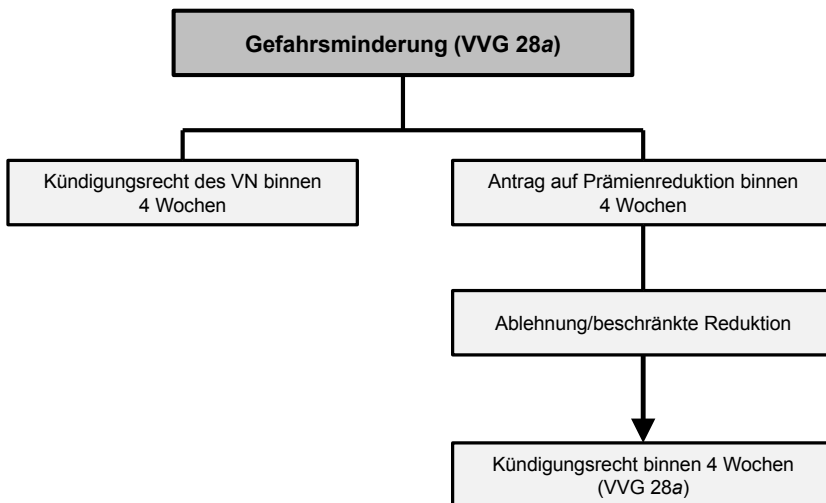 Gefahrsminderung (VVG 28a)
Kündigungsrecht des VN binnen
4 Wochen
Antrag auf Prämienreduktion binnen
4 Wochen
Ablehnung/beschränkte Reduktion
Kündigungsrecht binnen 4 Wochen
(VVG 28a)